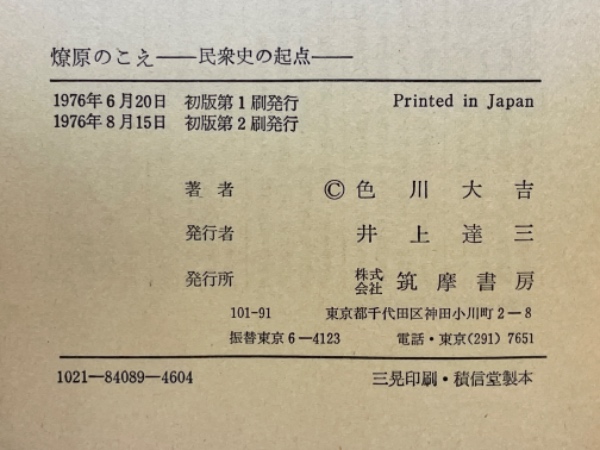 燎原のこえ――民衆史の起点――
1976年6月20日 初版第1刷発行 Printed in Japan
1976年8月15日 初版第2刷発行
著者 © 色川大吉
発行者 井上達三
発行所 株式会社 筑摩書房
101-91 東京都千代田区神田小川町2-8
振替東京6-4123 電話・東京(291)7651
1021-84089-4604 三晃印刷・積信堂製本